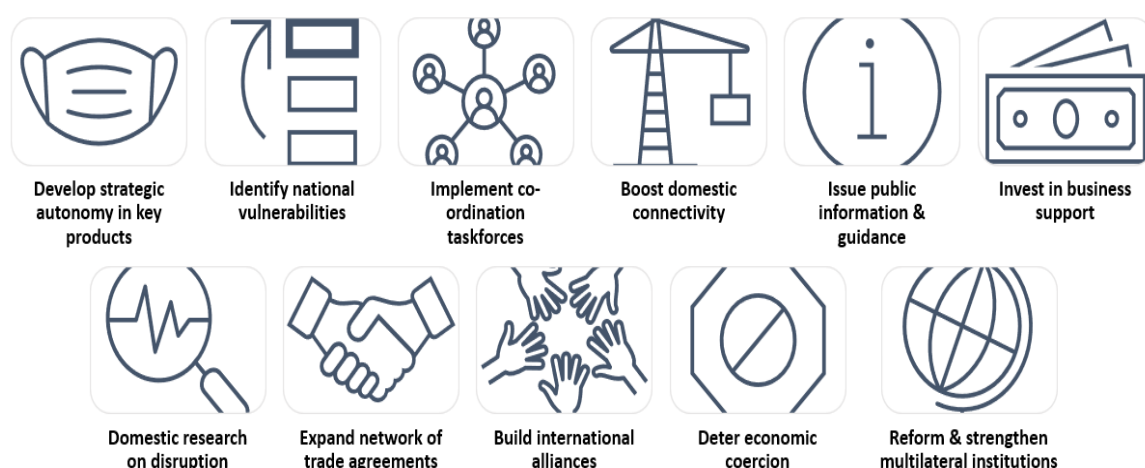 Develop strategic
autonomy in key
products
Identify national
vulnerabilities
Implement co-
ordination
taskforces
Boost domestic
connectivity
Issue public
information &
guidance
Invest in business
support
Domestic research
on disruption
Expand network of
trade agreements
Build international
alliances
Deter economic
coercion
Reform & strengthen
multilateral institutions